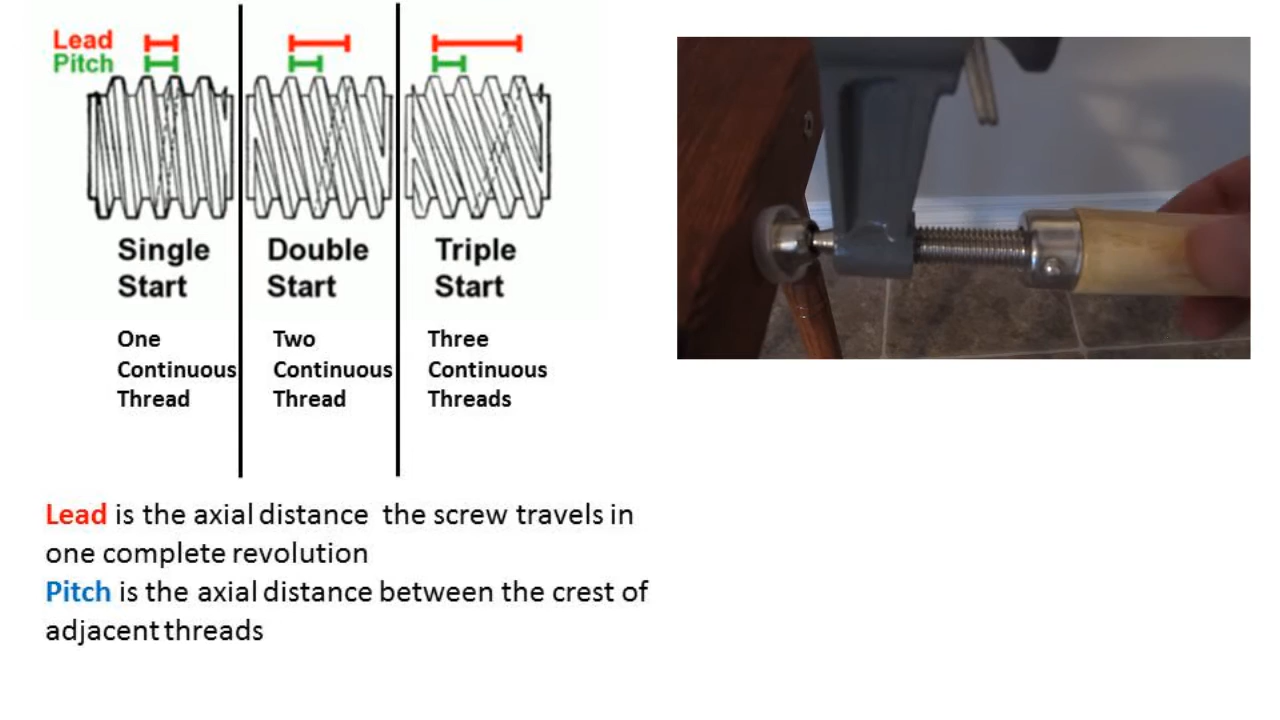 Lead
Pitch
Single
Start
Double
Start
Triple
Start
One
Continuous
Thread
Two
Continuous
Thread
Three
Continuous
Threads
Lead is the axial distance the screw travels in
one complete revolution
Pitch is the axial distance between the crest of
adjacent threads